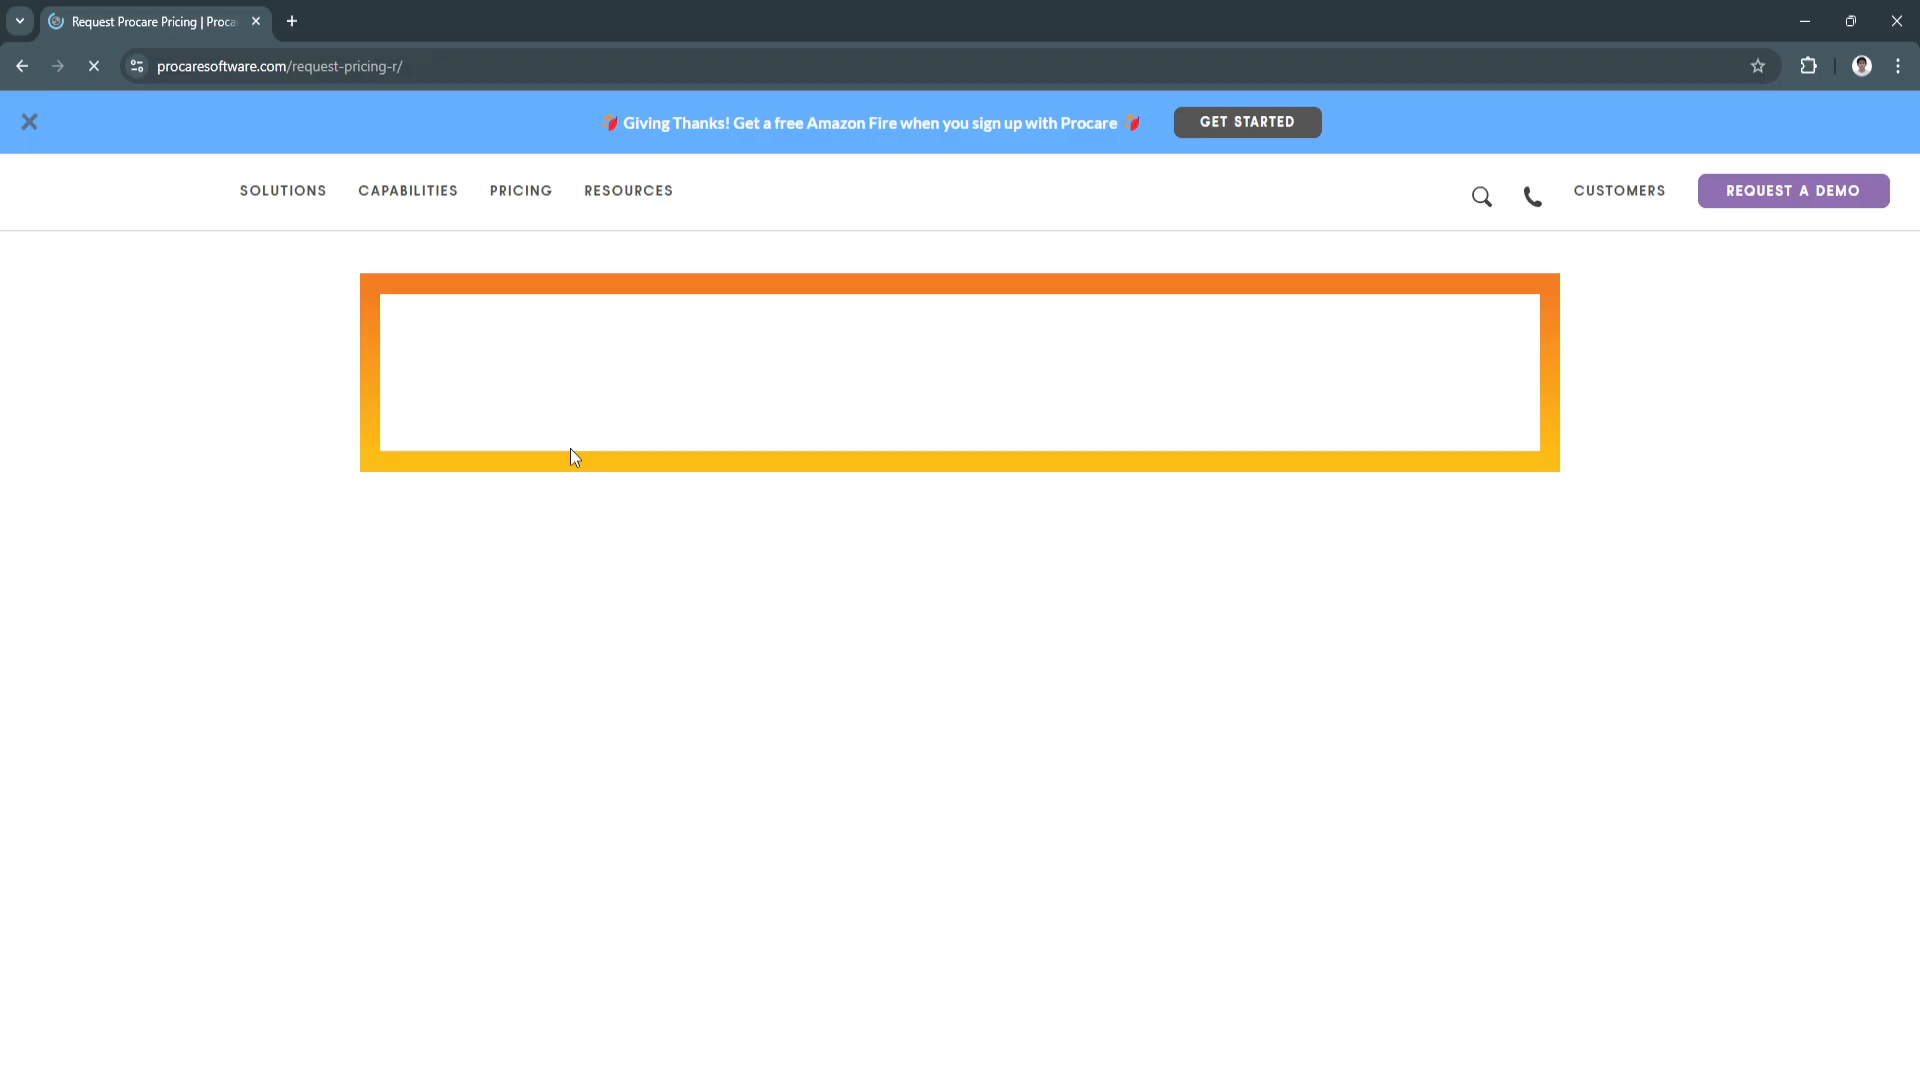 Request Procare Pricing | Proca
procaresoftware.com/request-pricing-r/
Giving Thanks! Get a free Amazon Fire when you sign up with Procare
GET STARTED
SOLUTIONS
CAPABILITIES
PRICING
RESOURCES
CUSTOMERS
REQUEST A DEMO